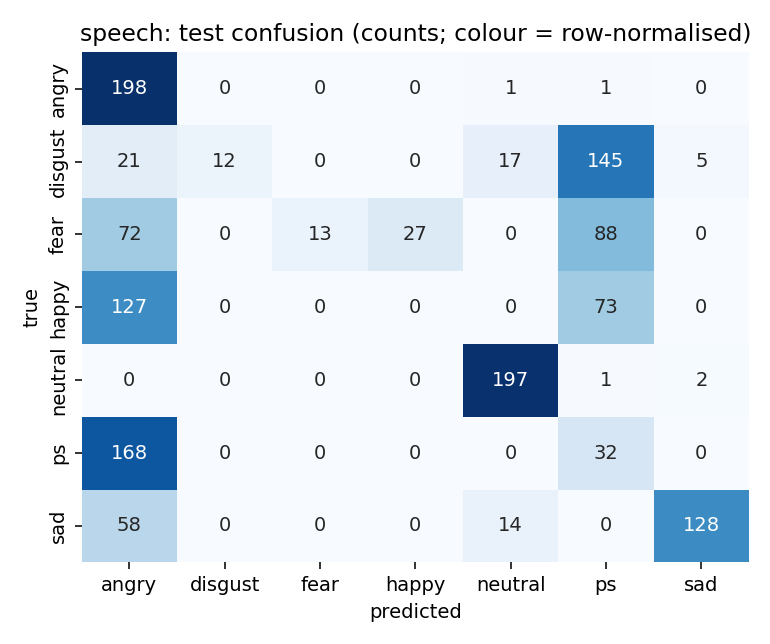 speech: test confusion (counts; colour = row-normalised)
angry 198 0 0 0 1 1 0
disgust 21 12 0 0 17 145 5
fear 72 0 13 27 0 88 0
happy 127 0 0 0 0 73 0
neutral 0 0 0 0 197 1 2
ps 168 0 0 0 0 32 0
sad 58 0 0 0 14 0 128
true
angry disgust fear happy neutral ps sad
predicted